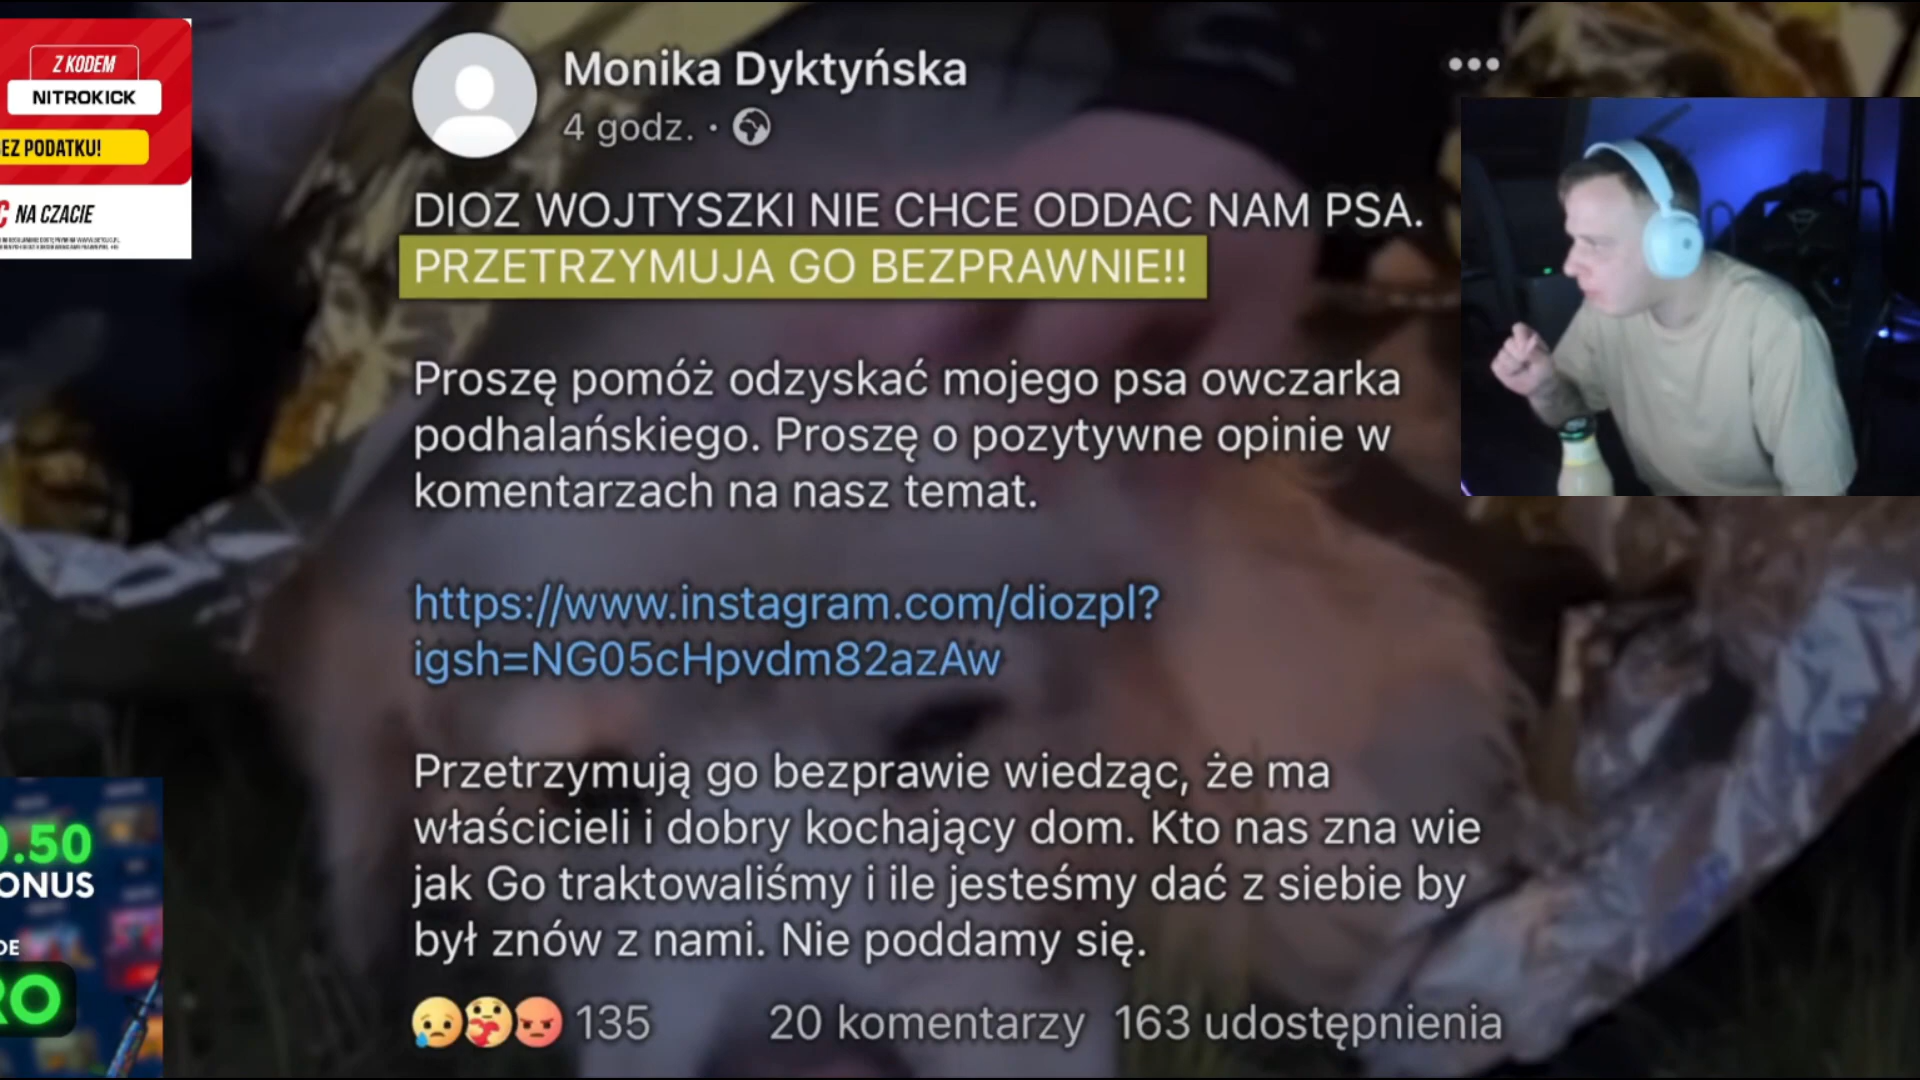 Z KODEM
NITROKICK
EZ PODATKU!
NA CZACIE
Monika Dyktyńska
4 godz. ·
DIOZ WOJTYSZKI NIE CHCE ODDAC NAM PSA.
PRZETRZYMUJA GO BEZPRAWNIE!!
Proszę pomóż odzyskać mojego psa owczarka
podhalańskiego. Proszę o pozytywne opinie w
komentarzach na nasz temat.
https://www.instagram.com/diozpl?
igsh=NG05cHpvdm82azAw
Przetrzymują go bezprawie wiedząc, że ma
właścicieli i dobry kochający dom. Kto nas zna wie
jak Go traktowaliśmy i ile jesteśmy dać z siebie by
był znów z nami. Nie poddamy się.
135 20 komentarzy 163 udostępnienia
0.50
ONUS
DE
RO